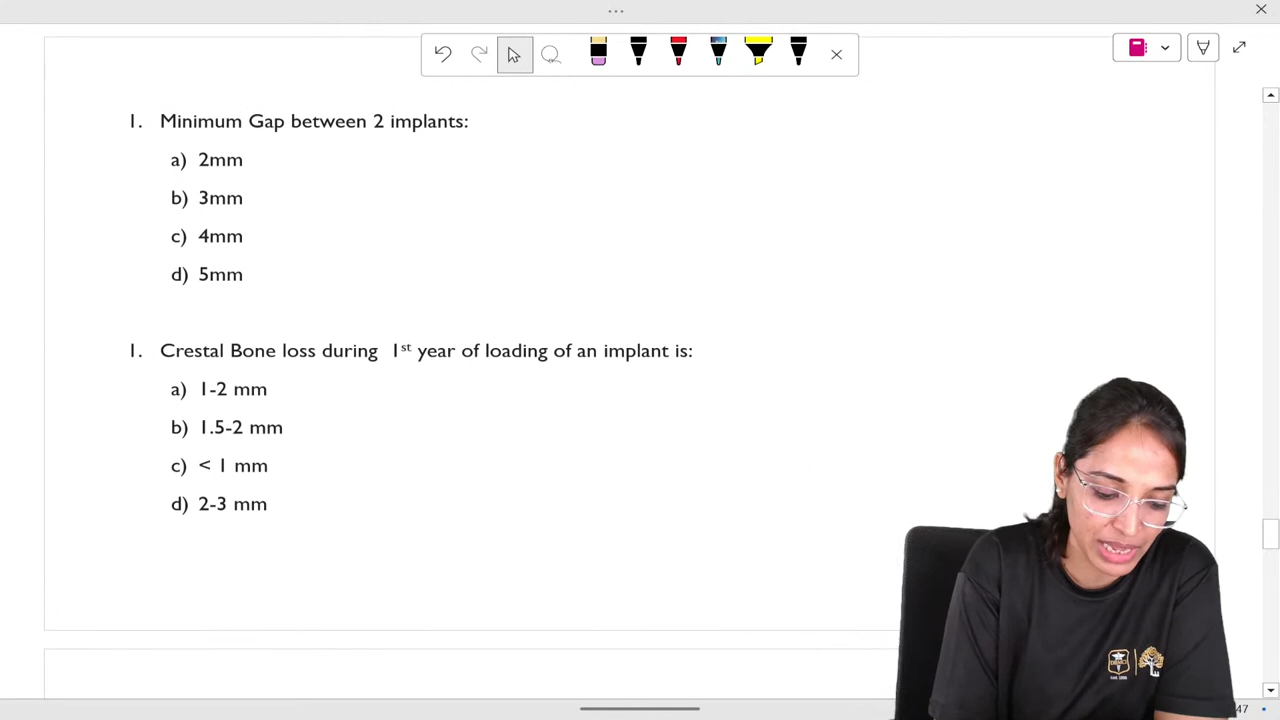 1. Minimum Gap between 2 implants:
a) 2mm
b) 3mm
c) 4mm
d) 5mm
1. Crestal Bone loss during 1st year of loading of an implant is:
a) 1-2 mm
b) 1.5-2 mm
c) < 1 mm
d) 2-3 mm
47